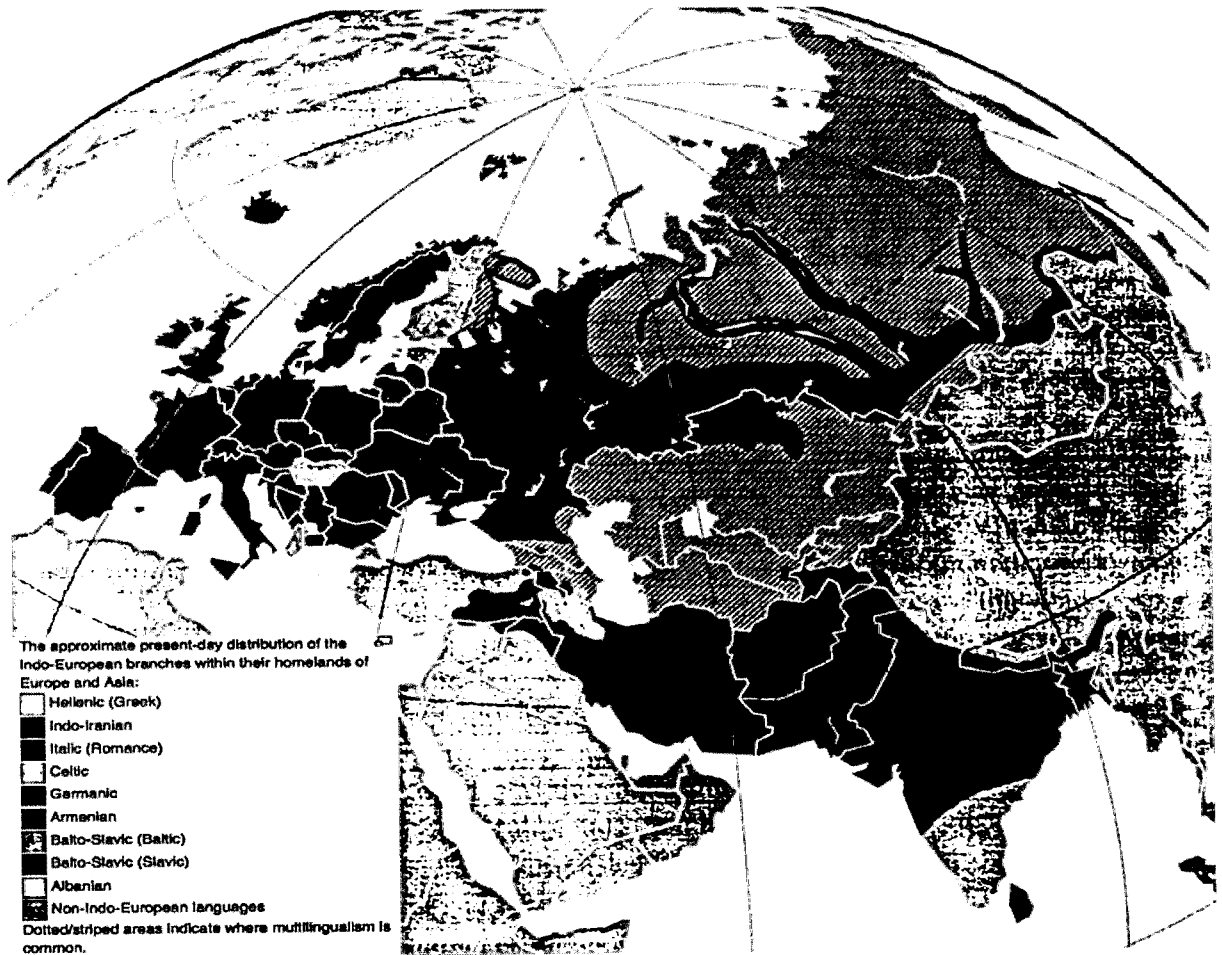 The approximate present-day distribution of the
Indo-European branches within their homelands of
Europe and Asia:
Hellenic (Greek)
Indo-Iranian
Italic (Romance)
Celtic
Germanic
Armenian
Balto-Slavic (Baltic)
Balto-Slavic (Slavic)
Albanian
Non-Indo-European languages
Dotted/striped areas indicate where multilingualism is
common.